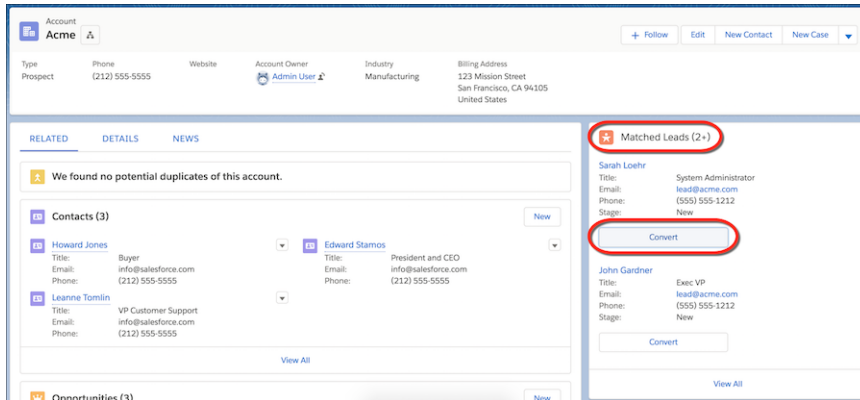 Account
Acme
+ Follow
Edit
New Contact
New Case
Type
Prospect
Phone
(212) 555-5555
Website
Account Owner
Admin User
Industry
Manufacturing
Billing Address
123 Mission Street
San Francisco, CA 94105
United States
RELATED
DETAILS
NEWS
We found no potential duplicates of this account.
Contacts (3)
New
Howard Jones
Title: Buyer
Email: info@salesforce.com
Phone: (212) 555-5555
Edward Stamos
Title: President and CEO
Email: info@salesforce.com
Phone: (212) 555-5555
Leanne Tomlin
Title: VP Customer Support
Email: info@salesforce.com
Phone: (212) 555-5555
View All
Opportunities (3)
New
Matched Leads (2+)
Sarah Loehr
Title: System Administrator
Email: lead@acme.com
Phone: (555) 555-1212
Stage: New
Convert
John Gardner
Title: Exec VP
Email: lead@acme.com
Phone: (555) 555-1212
Stage: New
Convert
View All